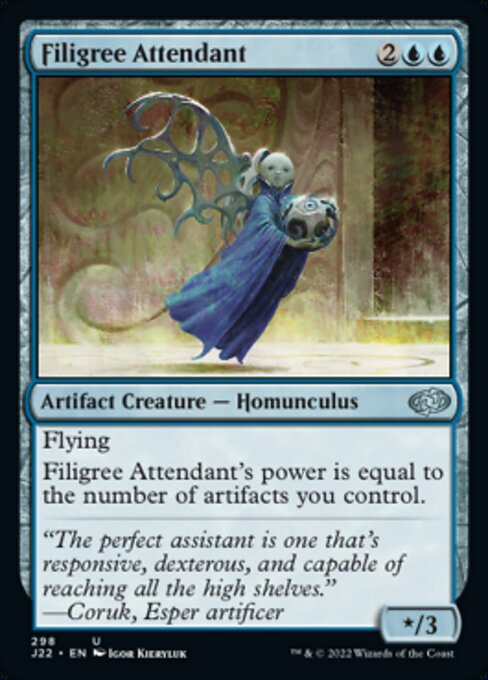 Filigree Attendant 2
Artifact Creature — Homunculus
Flying
Filigree Attendant's power is equal to
the number of artifacts you control.
“The perfect assistant is one that's
responsive, dexterous, and capable of
reaching all the high shelves.”
—Coruk, Esper artificer
*/3
298 U
J22 • EN Igor Kieryluk
™ & © 2022 Wizards of the Coast